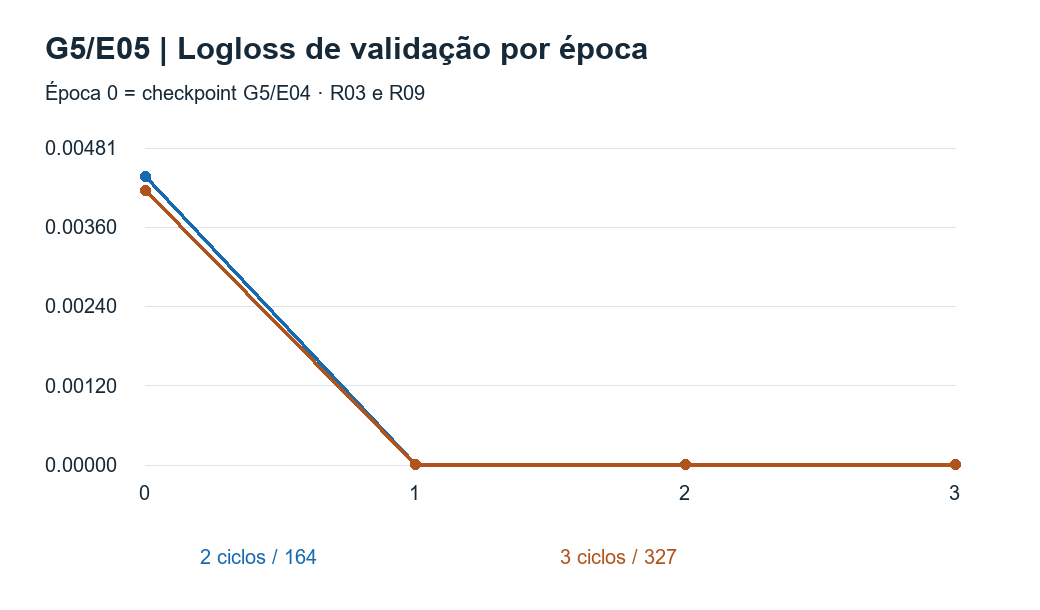 G5/E05 | Logloss de validação por época
Época 0 = checkpoint G5/E04 · R03 e R09
0.00481
0.00360
0.00240
0.00120
0.00000
0 1 2 3
2 ciclos / 164 3 ciclos / 327